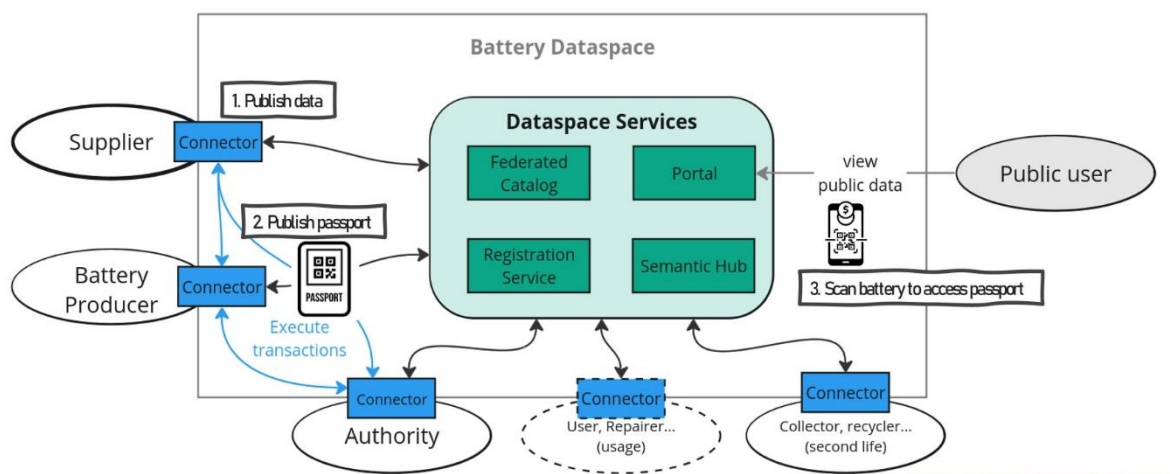 Battery Dataspace
1. Publish data
Supplier
Connector
Dataspace Services
Federated
Catalog
Portal
view
public data
Public user
2. Publish passport
Battery
Producer
Connector
PASSPORT
Registration
Service
Semantic Hub
$
3. Scan battery to access passport
Execute
transactions
Connector
Authority
Connector
User, Repairer...
(usage)
Connector
Collector, recycler...
(second life)